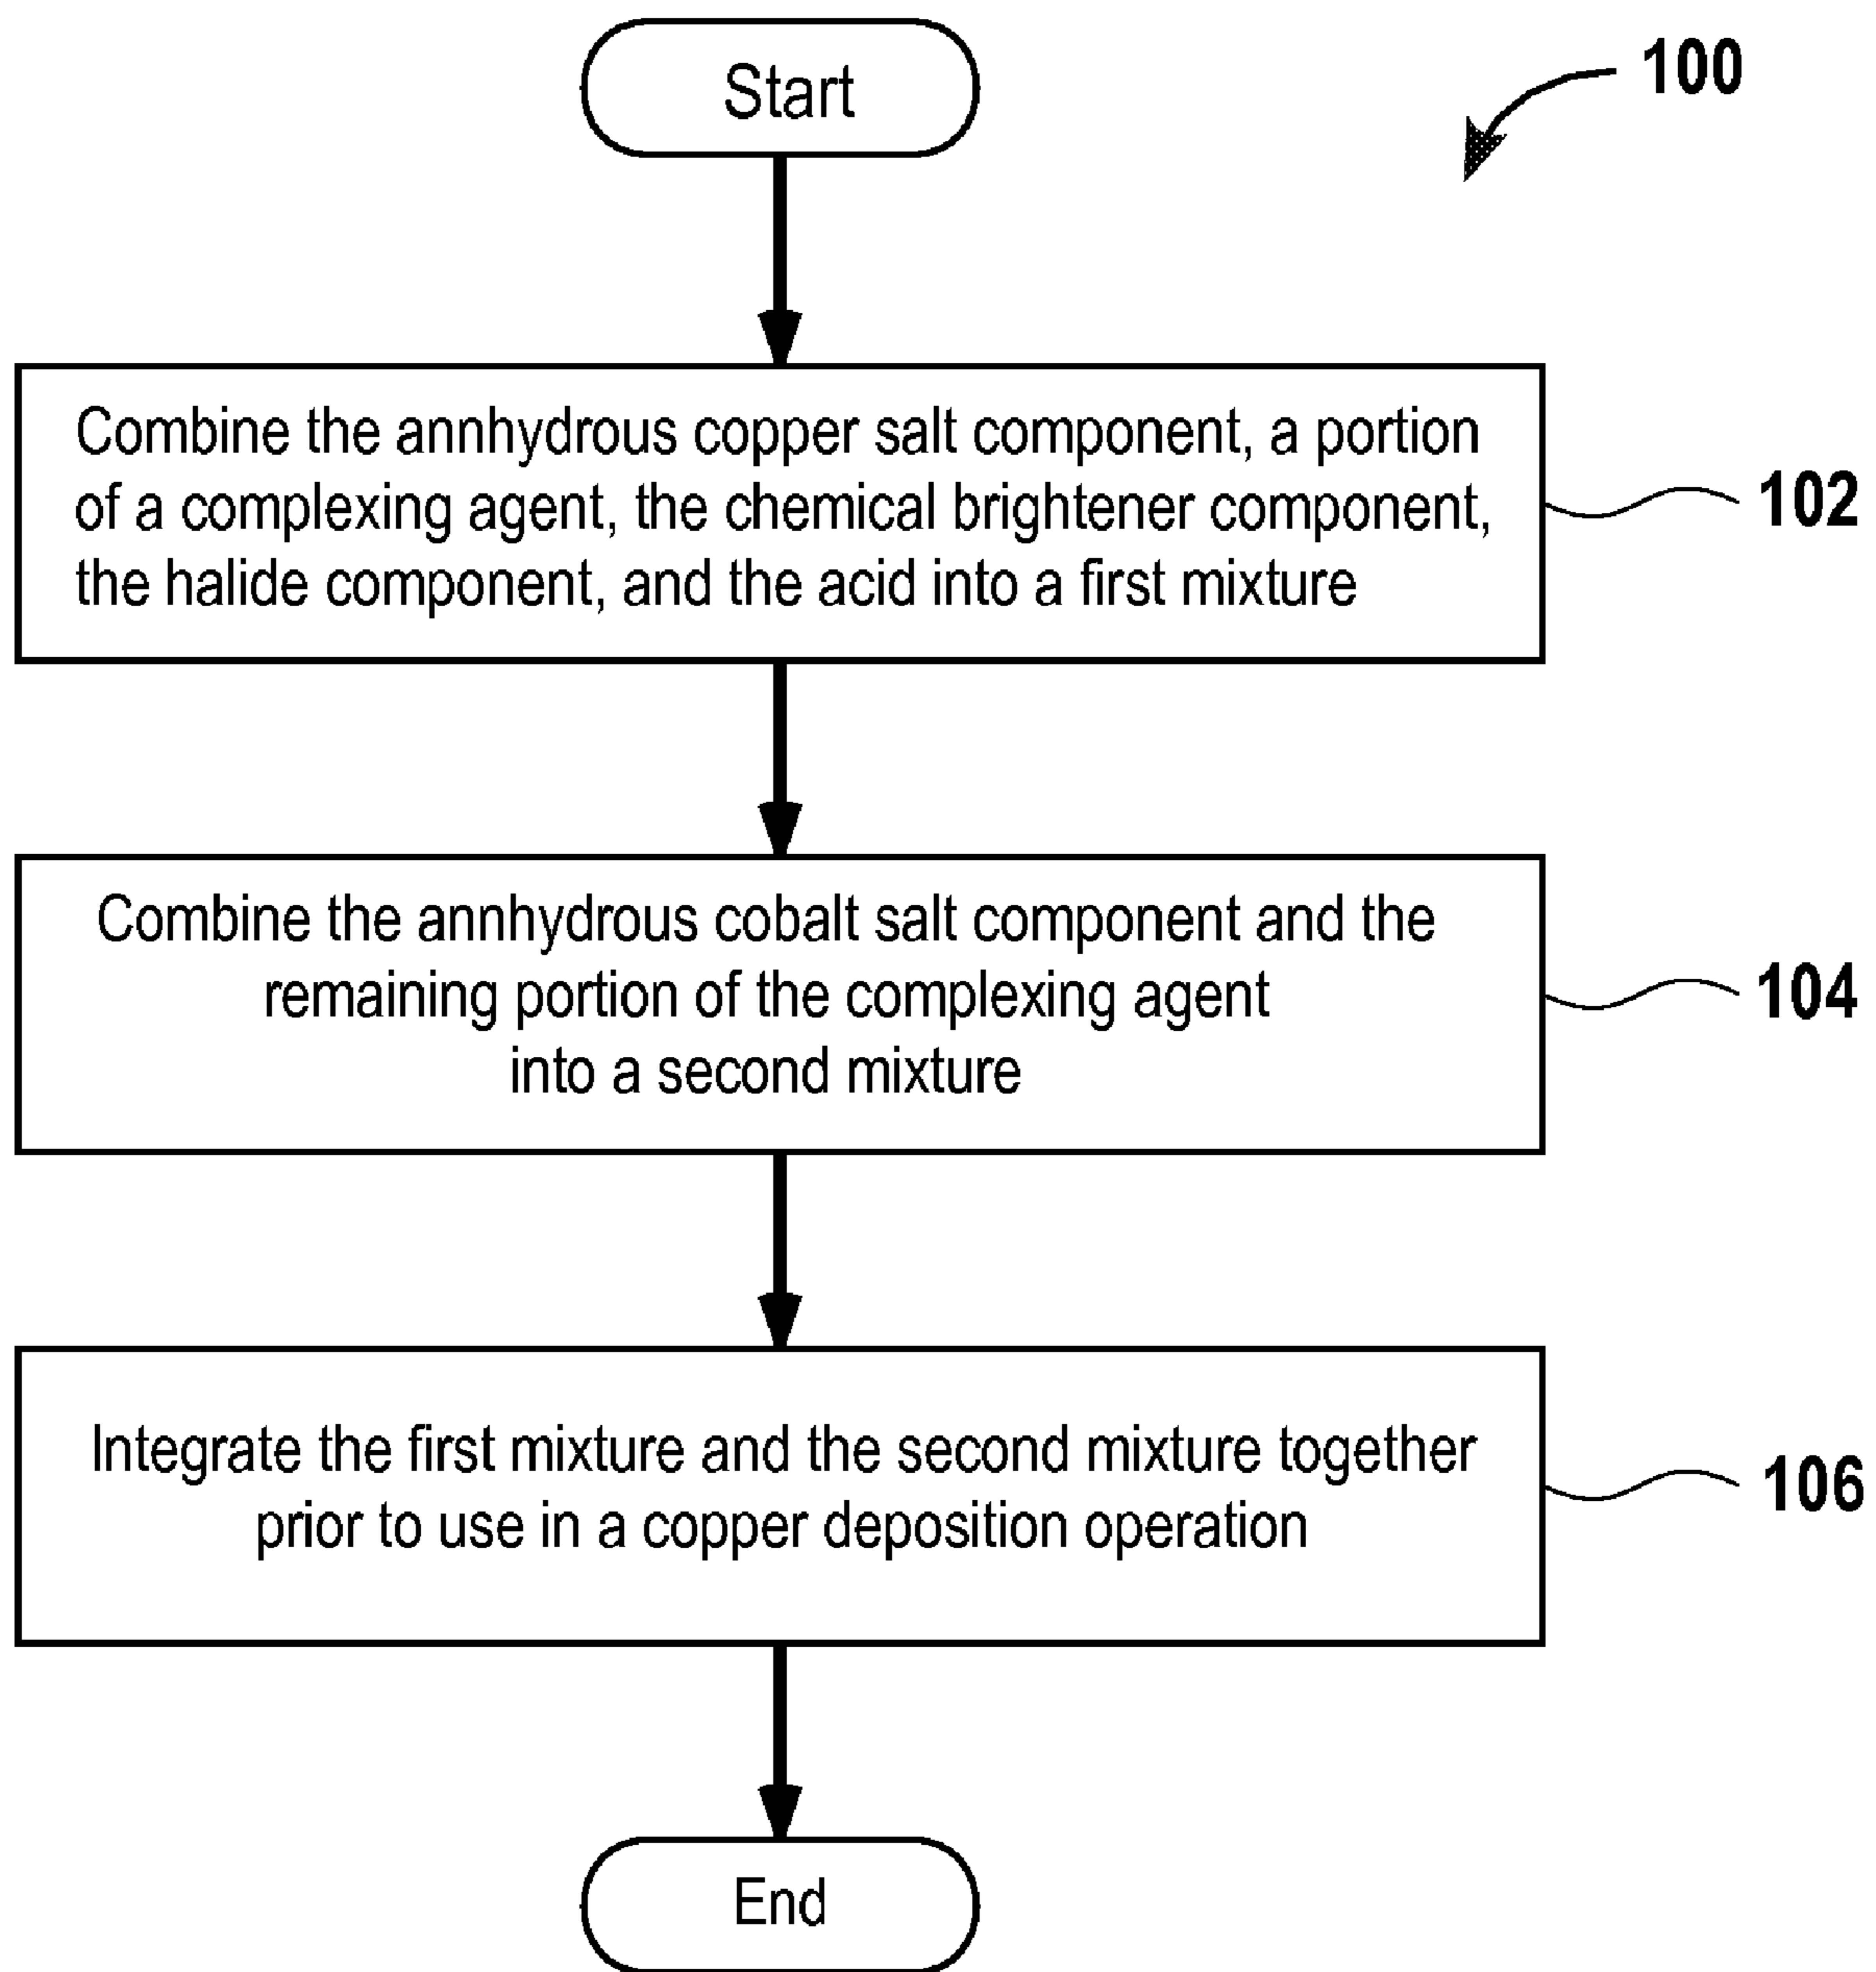 Start
100
Combine the annhydrous copper salt component, a portion
of a complexing agent, the chemical brightener component,
the halide component, and the acid into a first mixture
102
Combine the annhydrous cobalt salt component and the
remaining portion of the complexing agent
into a second mixture
104
Integrate the first mixture and the second mixture together
prior to use in a copper deposition operation
106
End